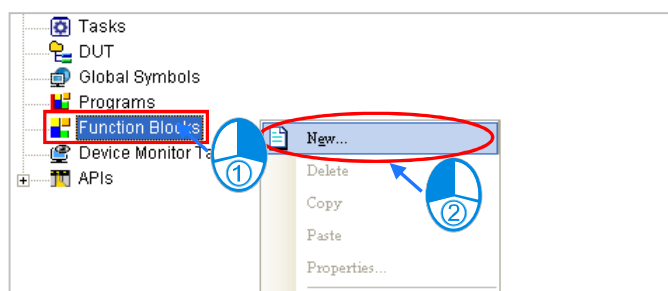 Tasks
DUT
Global Symbols
Programs
Function Blocks
Device Monitor Ta
APIs
New...
Delete
Copy
Paste
Properties...
1
2